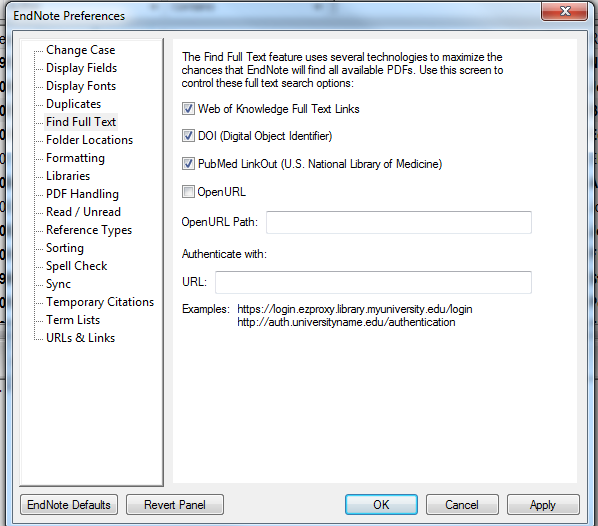 EndNote Preferences
Change Case
Display Fields
Display Fonts
Duplicates
Find Full Text
Folder Locations
Formatting
Libraries
PDF Handling
Read / Unread
Reference Types
Sorting
Spell Check
Sync
Temporary Citations
Term Lists
URLs & Links
The Find Full Text feature uses several technologies to maximize the
chances that EndNote will find all available PDFs. Use this screen to
control these full text search options:
Web of Knowledge Full Text Links
DOI (Digital Object Identifier)
PubMed LinkOut (U.S. National Library of Medicine)
OpenURL
OpenURL Path:
Authenticate with:
URL:
Examples: https://login.ezproxy.library.myuniversity.edu/login
http://auth.universityname.edu/authentication
EndNote Defaults
Revert Panel
OK
Cancel
Apply